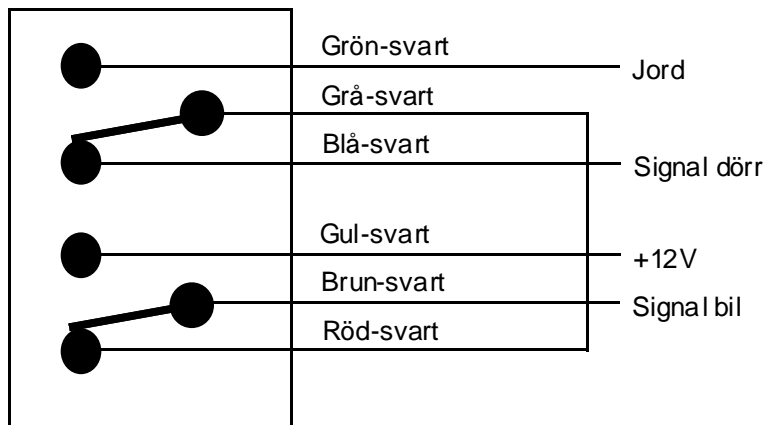 Grön-svart
Jord
Grå-svart
Blå-svart
Signal dörr
Gul-svart
+12V
Brun-svart
Signal bil
Röd-svart